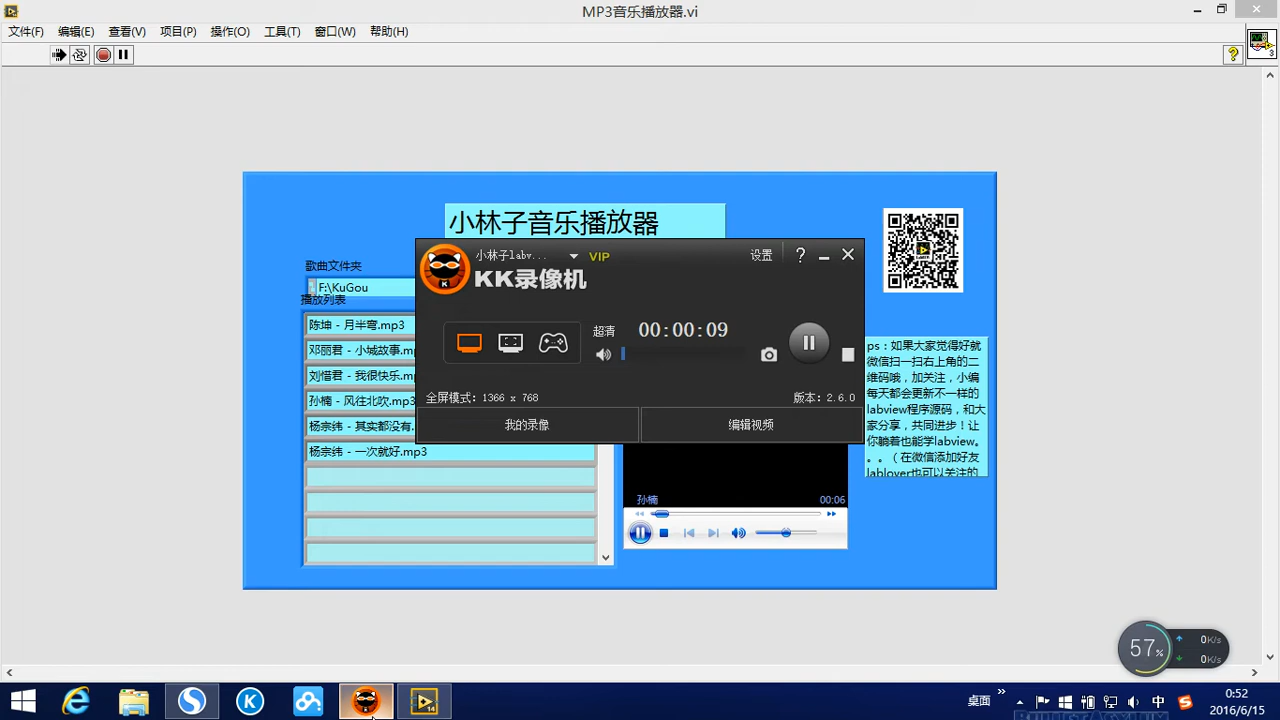 MP3音乐播放器.vi
文件(F) 编辑(E) 查看(V) 项目(P) 操作(O) 工具(T) 窗口(W) 帮助(H)
小林子音乐播放器
歌曲文件夹
F:\KuGou
播放列表
陈坤 - 月半弯.mp3
邓丽君 - 小城故事.mp
刘惜君 - 我很快乐.mp
孙楠 - 风往北吹.mp3
杨宗纬 - 其实都没有.
杨宗纬 - 一次就好.mp3
小林子labv... VIP 设置 ?
KK录像机
超清 00:00:09
全屏模式: 1366 x 768 版本: 2.6.0
我的录像 编辑视频
孙楠 00:06
ps：如果大家觉得好就
微信扫一扫右上角的二
维码哦，加关注，小编
每天都会更新不一样的
labview程序源码，和大
家分享，共同进步！让
你躺着也能学labview。
。。（在微信添加好友
lablover也可以关注的
57% 0K/s
0K/s
桌面 中 0:52
2016/6/15